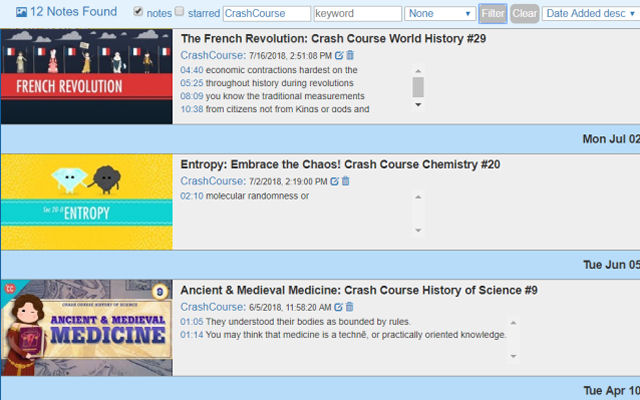 12 Notes Found notes starred CrashCourse keyword None Filter Clear Date Added desc
The French Revolution: Crash Course World History #29
CrashCourse: 7/16/2018, 2:51:08 PM
04:40 economic contractions hardest on the
05:25 throughout history during revolutions
08:09 you know the traditional measurements
10:38 from citizens not from Kings or gods and
FRENCH REVOLUTION
Mon Jul 02
Entropy: Embrace the Chaos! Crash Course Chemistry #20
CrashCourse: 7/2/2018, 2:19:00 PM
02:10 molecular randomness or
ENTROPY
Tue Jun 05
Ancient & Medieval Medicine: Crash Course History of Science #9
CrashCourse: 6/5/2018, 11:58:20 AM
01:05 They understood their bodies as bounded by rules.
01:14 You may think that medicine is a technê, or practically oriented knowledge.
CRASH COURSE HISTORY OF SCIENCE
9
ANCIENT & MEDIEVAL
MEDICINE
Tue Apr 10